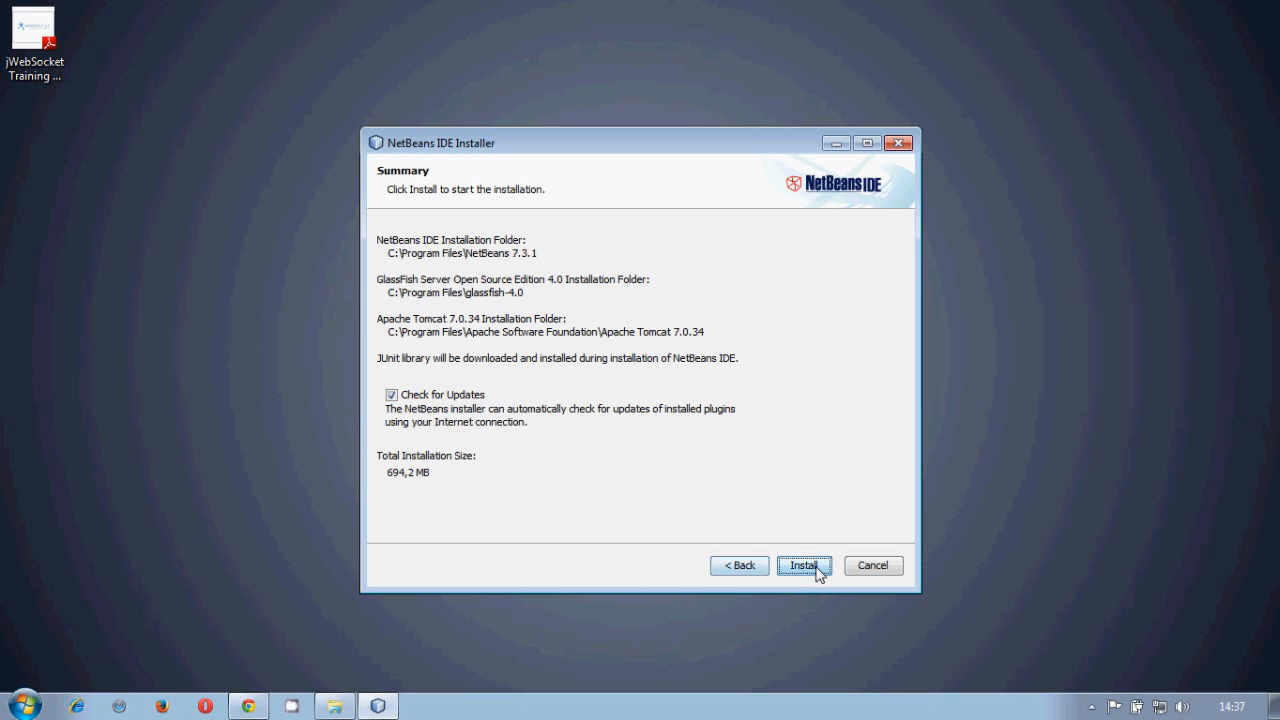 jWebSocket
Training ...
NetBeans IDE Installer
Summary
Click Install to start the installation.
NetBeans IDE
NetBeans IDE Installation Folder:
C:\Program Files\NetBeans 7.3.1
GlassFish Server Open Source Edition 4.0 Installation Folder:
C:\Program Files\glassfish-4.0
Apache Tomcat 7.0.34 Installation Folder:
C:\Program Files\Apache Software Foundation\Apache Tomcat 7.0.34
JUnit library will be downloaded and installed during installation of NetBeans IDE.
Check for Updates
The NetBeans installer can automatically check for updates of installed plugins
using your Internet connection.
Total Installation Size:
694,2 MB
< Back
Install
Cancel
14:37